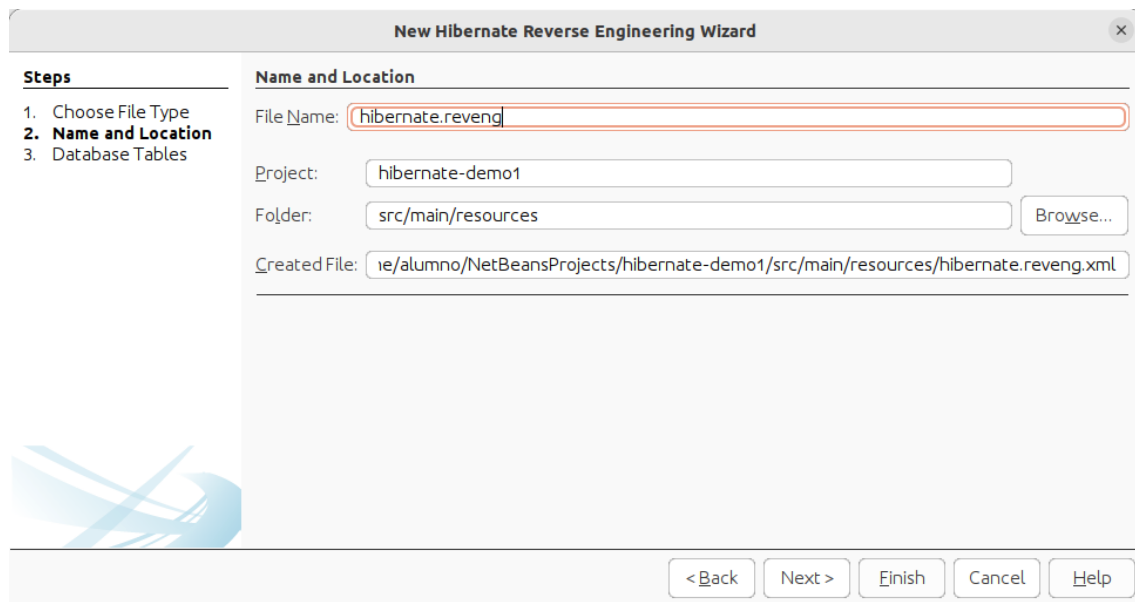 New Hibernate Reverse Engineering Wizard
Steps
1. Choose File Type
2. Name and Location
3. Database Tables
Name and Location
File Name: hibernate.reveng
Project: hibernate-demo1
Folder: src/main/resources Browse...
Created File: ıe/alumno/NetBeansProjects/hibernate-demo1/src/main/resources/hibernate.reveng.xml
< Back Next > Finish Cancel Help